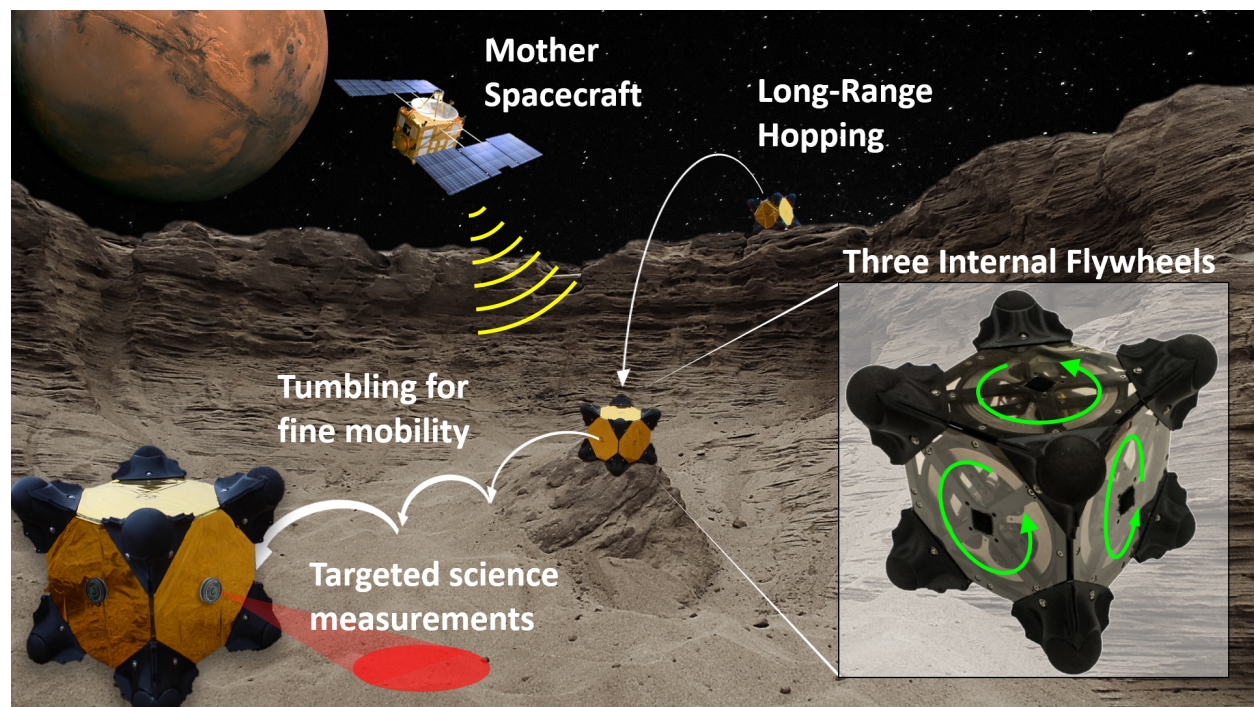 Mother
Spacecraft
Long-Range
Hopping
Three Internal Flywheels
Tumbling for
fine mobility
Targeted science
measurements